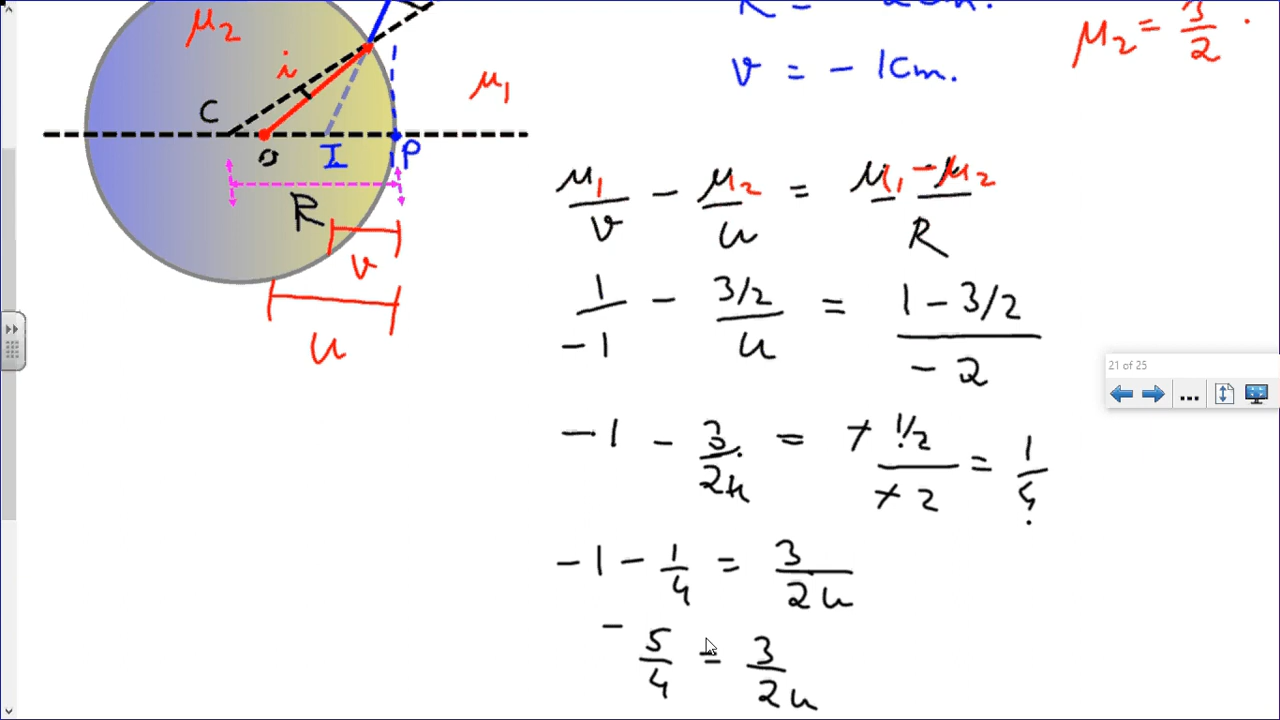 μ2
i
μ1
C
O
I
P
R
v
u
μ2 = 3/2
v = - 1cm.
μ1/v - μ2/u = μ1 - μ2/R
1/-1 - 3/2/u = 1 - 3/2/-2
21 of 25
-1 - 3/2u = + 1/2/+2 = 1/4
-1 - 1/4 = 3/2u
- 5/4 = 3/2u